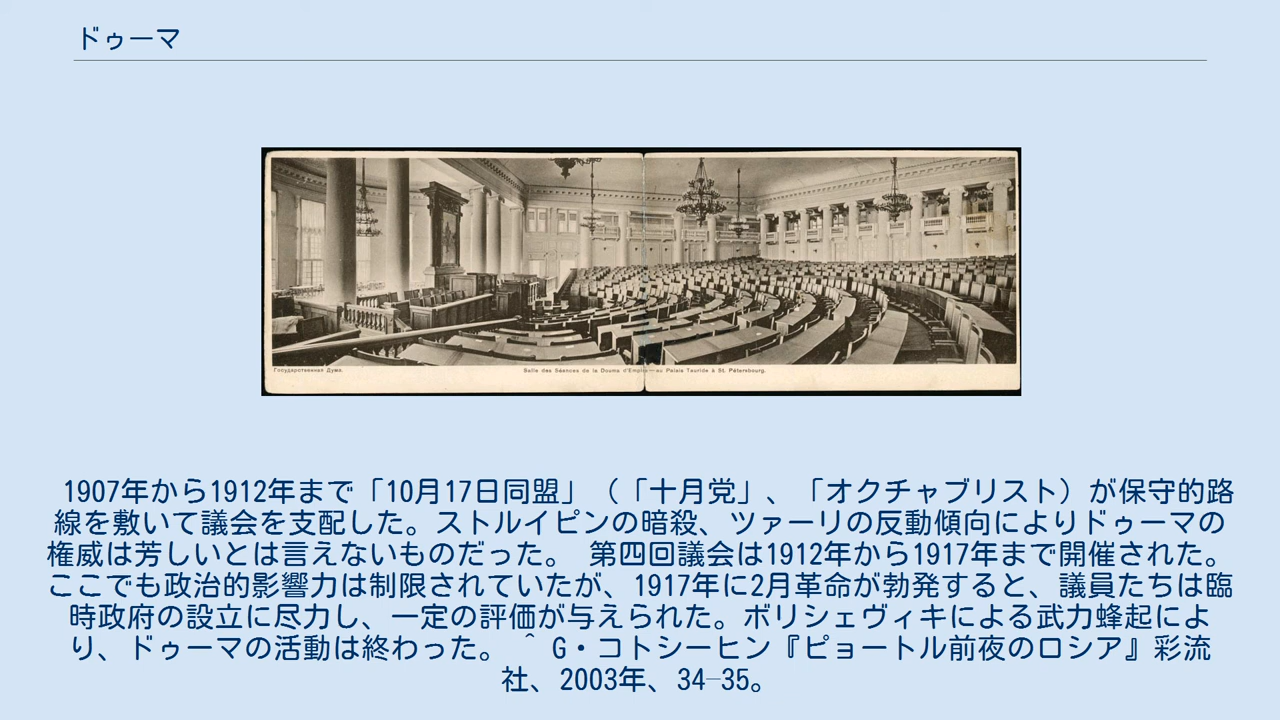 ドゥーマ
Государственная Дума.
Salle des Séances de la Douma d'Empire — au Palais Tauride à St. Pétersbourg.
1907年から1912年まで「10月17日同盟」（「十月党」、「オクチャブリスト）が保守的路
線を敷いて議会を支配した。ストルイピンの暗殺、ツァーリの反動傾向によりドゥーマの
権威は芳しいとは言えないものだった。 第四回議会は1912年から1917年まで開催された。
ここでも政治的影響力は制限されていたが、1917年に2月革命が勃発すると、議員たちは臨
時政府の設立に尽力し、一定の評価が与えられた。ボリシェヴィキによる武力蜂起によ
り、ドゥーマの活動は終わった。 ^ G・コトシーヒン『ピョートル前夜のロシア』彩流
社、2003年、34-35。